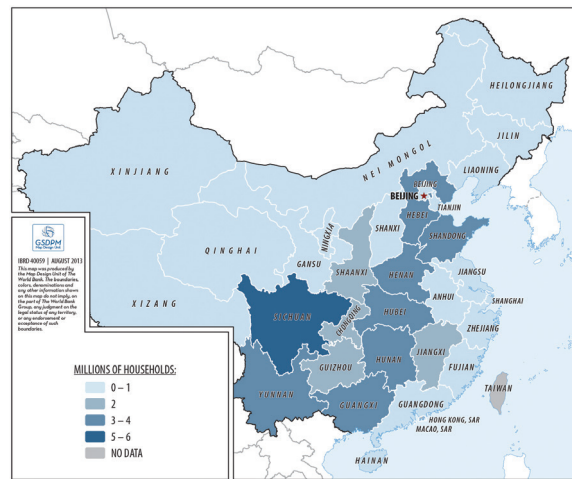 HEILONGJIANG
JILIN
LIAONING
NEI MONGOL
XINJIANG
BEIJING
BEIJING
TIANJIN
HEBEI
NINGXIA
SHANXI
SHANDONG
QINGHAI
GANSU
SHAANXI
HENAN
JIANGSU
XIZANG
ANHUI
SHANGHAI
SICHUAN
CHONGQING
HUBEI
ZHEJIANG
GUIZHOU
HUNAN
JIANGXI
FUJIAN
YUNNAN
GUANGXI
GUANGDONG
TAIWAN
HONG KONG, SAR
MACAO, SAR
HAINAN
GSDPM
Map Design Unit
IBRD 40059 | AUGUST 2013
This map was produced by
the Map Design Unit of The
World Bank. The boundaries,
colors, denominations and
any other information shown
on this map do not imply, on
the part of The World Bank
Group, any judgment on the
legal status of any territory,
or any endorsement or
acceptance of such
boundaries.
MILLIONS OF HOUSEHOLDS:
0 – 1
2
3 – 4
5 – 6
NO DATA